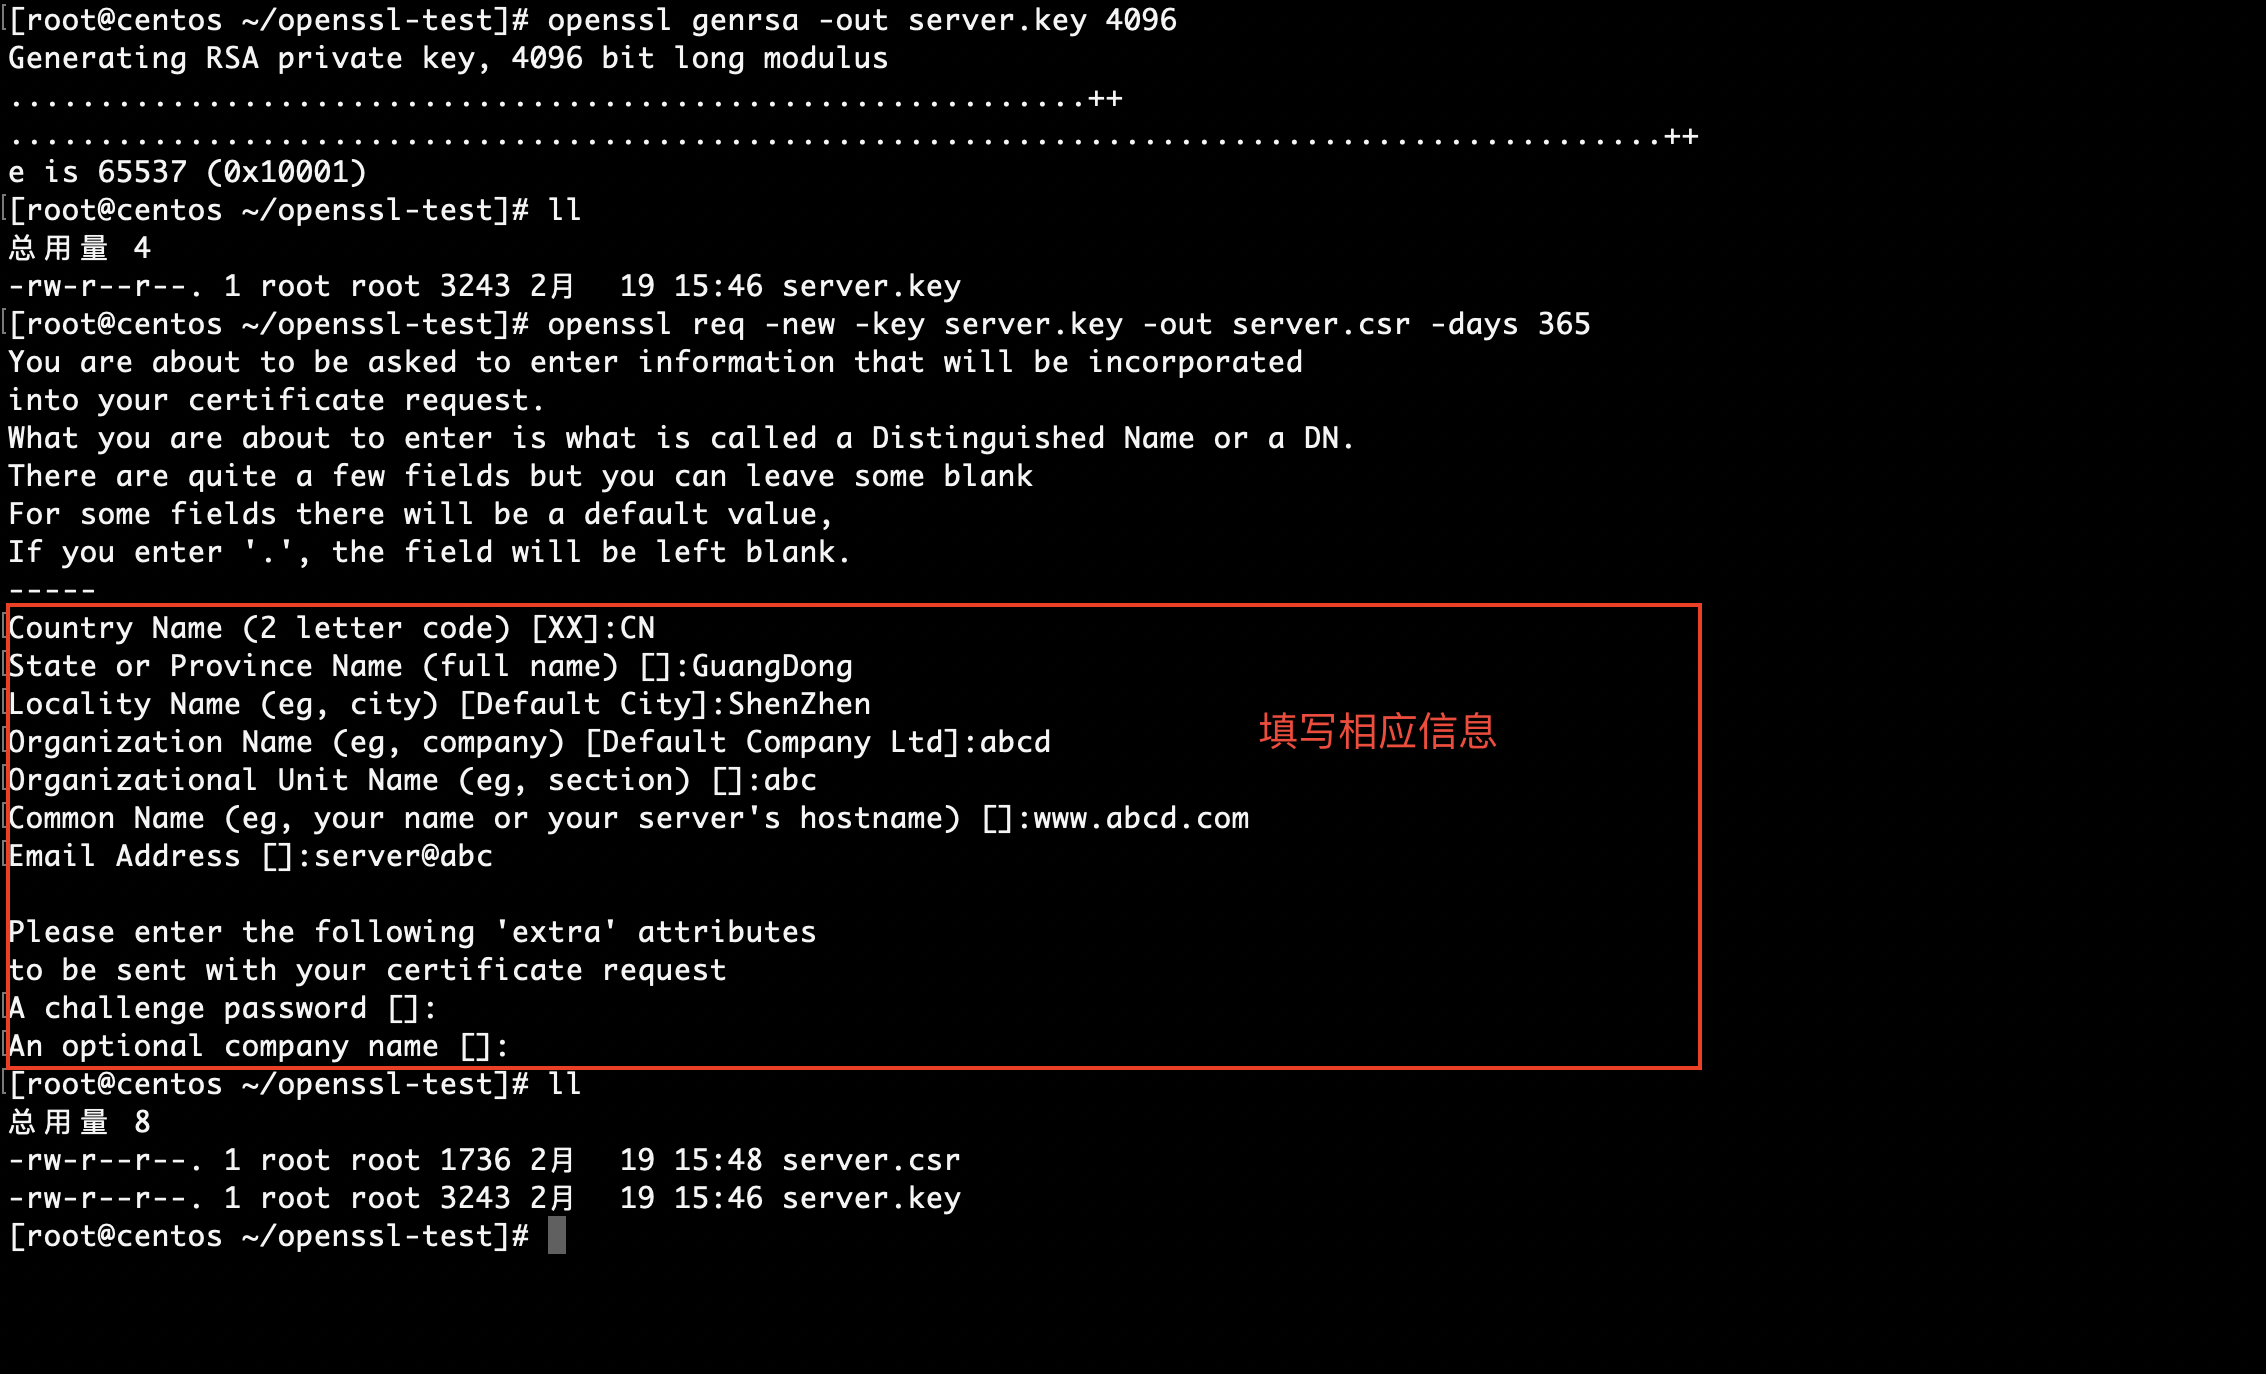 [root@centos ~/openssl-test]# openssl genrsa -out server.key 4096
Generating RSA private key, 4096 bit long modulus
............................................................++
............................................................................................++
e is 65537 (0x10001)
[root@centos ~/openssl-test]# ll
总用量 4
-rw-r--r--. 1 root root 3243 2月  19 15:46 server.key
[root@centos ~/openssl-test]# openssl req -new -key server.key -out server.csr -days 365
You are about to be asked to enter information that will be incorporated
into your certificate request.
What you are about to enter is what is called a Distinguished Name or a DN.
There are quite a few fields but you can leave some blank
For some fields there will be a default value,
If you enter '.', the field will be left blank.
-----
Country Name (2 letter code) [XX]:CN
State or Province Name (full name) []:GuangDong
Locality Name (eg, city) [Default City]:ShenZhen
Organization Name (eg, company) [Default Company Ltd]:abcd
填写相应信息
Organizational Unit Name (eg, section) []:abc
Common Name (eg, your name or your server's hostname) []:www.abcd.com
Email Address []:server@abc
Please enter the following 'extra' attributes
to be sent with your certificate request
A challenge password []:
An optional company name []:
[root@centos ~/openssl-test]# ll
总用量 8
-rw-r--r--. 1 root root 1736 2月  19 15:48 server.csr
-rw-r--r--. 1 root root 3243 2月  19 15:46 server.key
[root@centos ~/openssl-test]#